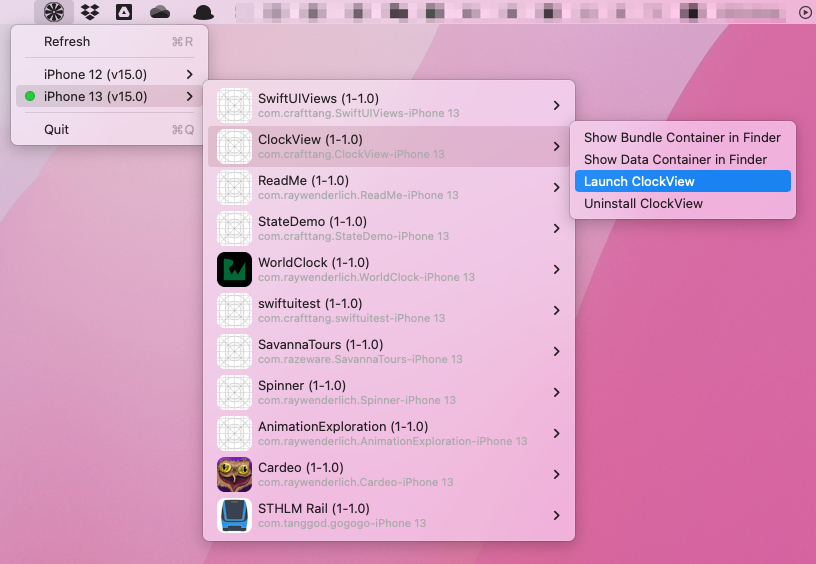 Refresh ⌘R
iPhone 12 (v15.0)
iPhone 13 (v15.0)
Quit ⌘Q
SwiftUIViews (1-1.0)
com.crafttang.SwiftUIViews-iPhone 13
ClockView (1-1.0)
com.crafttang.ClockView-iPhone 13
ReadMe (1-1.0)
com.raywenderlich.ReadMe-iPhone 13
StateDemo (1-1.0)
com.crafttang.StateDemo-iPhone 13
WorldClock (1-1.0)
com.raywenderlich.WorldClock-iPhone 13
swiftuitest (1-1.0)
com.crafttang.swiftuitest-iPhone 13
SavannaTours (1-1.0)
com.razeware.SavannaTours-iPhone 13
Spinner (1-1.0)
com.raywenderlich.Spinner-iPhone 13
AnimationExploration (1-1.0)
com.raywenderlich.AnimationExploration-iPhone 13
Cardeo (1-1.0)
com.raywenderlich.Cardeo-iPhone 13
STHLM Rail (1-1.0)
com.tanggod.gogogo-iPhone 13
Show Bundle Container in Finder
Show Data Container in Finder
Launch ClockView
Uninstall ClockView